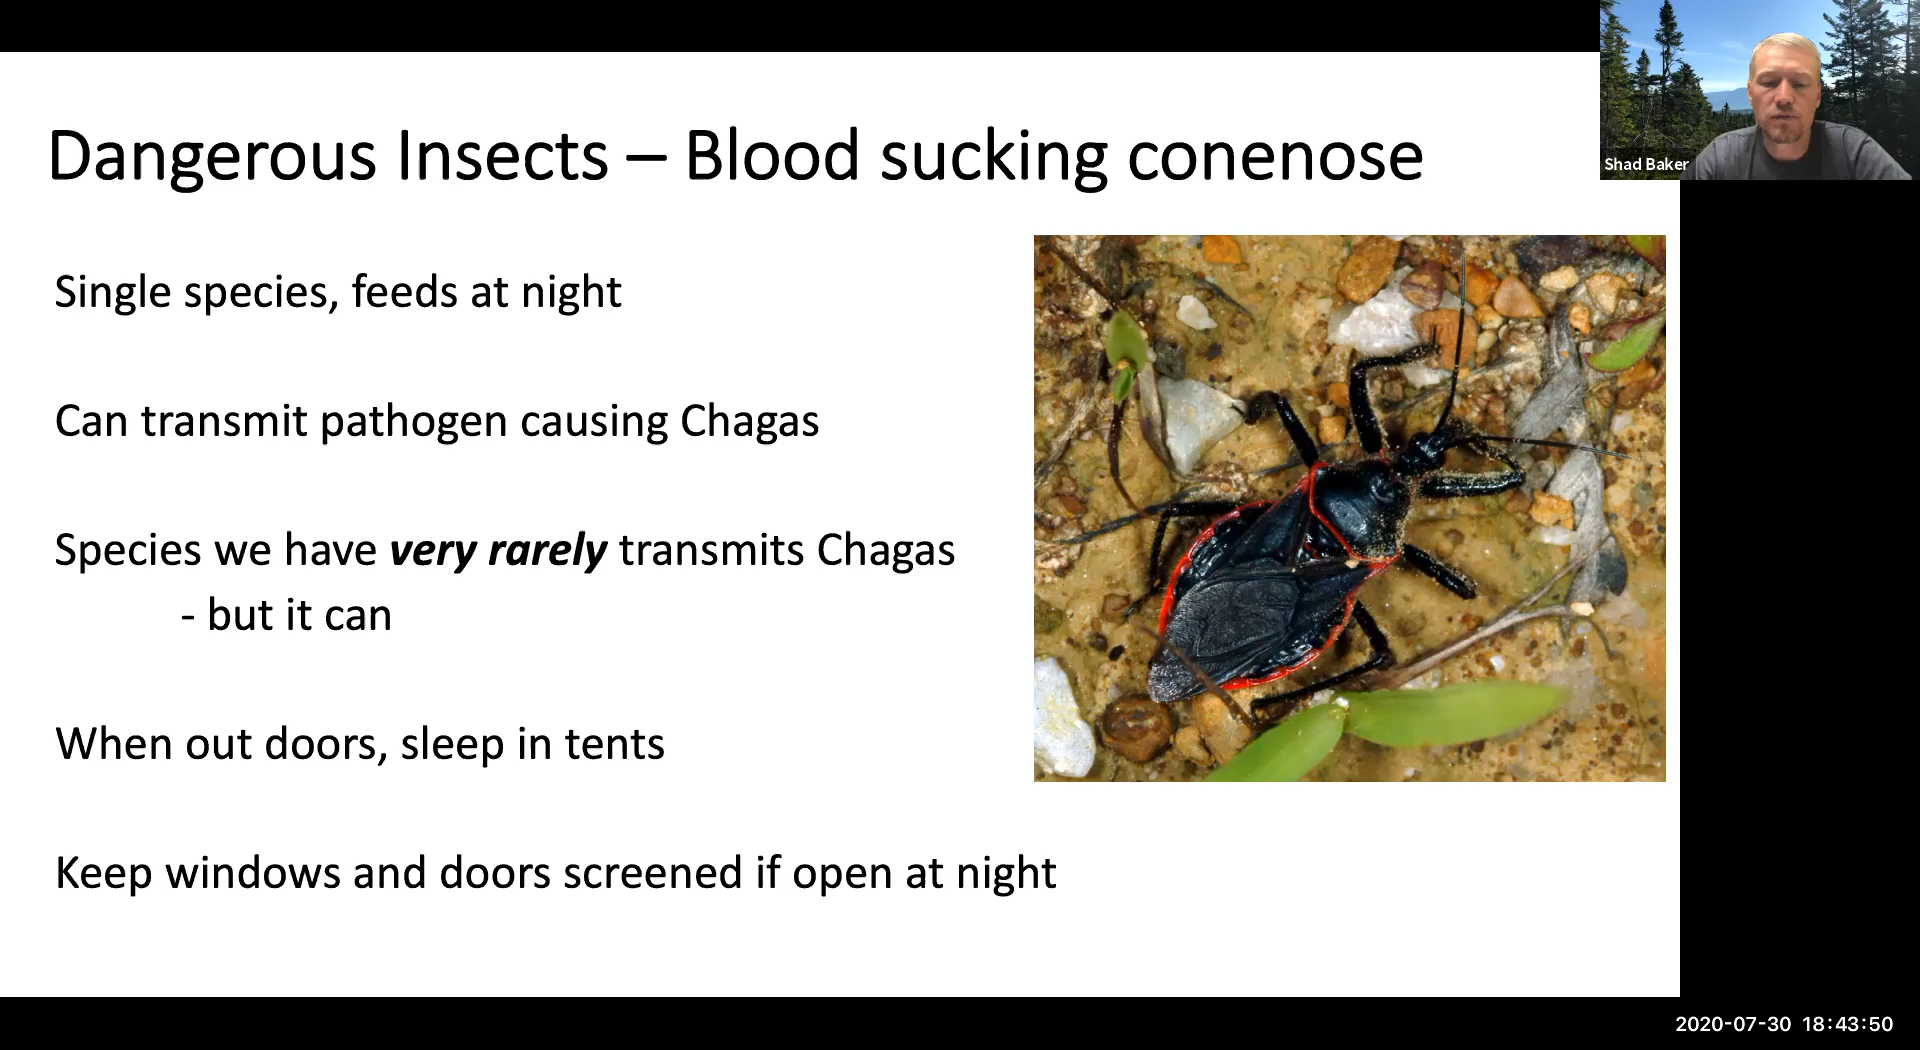 Shad Baker
Dangerous Insects – Blood sucking conenose
Single species, feeds at night
Can transmit pathogen causing Chagas
Species we have very rarely transmits Chagas
- but it can
When out doors, sleep in tents
Keep windows and doors screened if open at night
2020-07-30 18:43:50